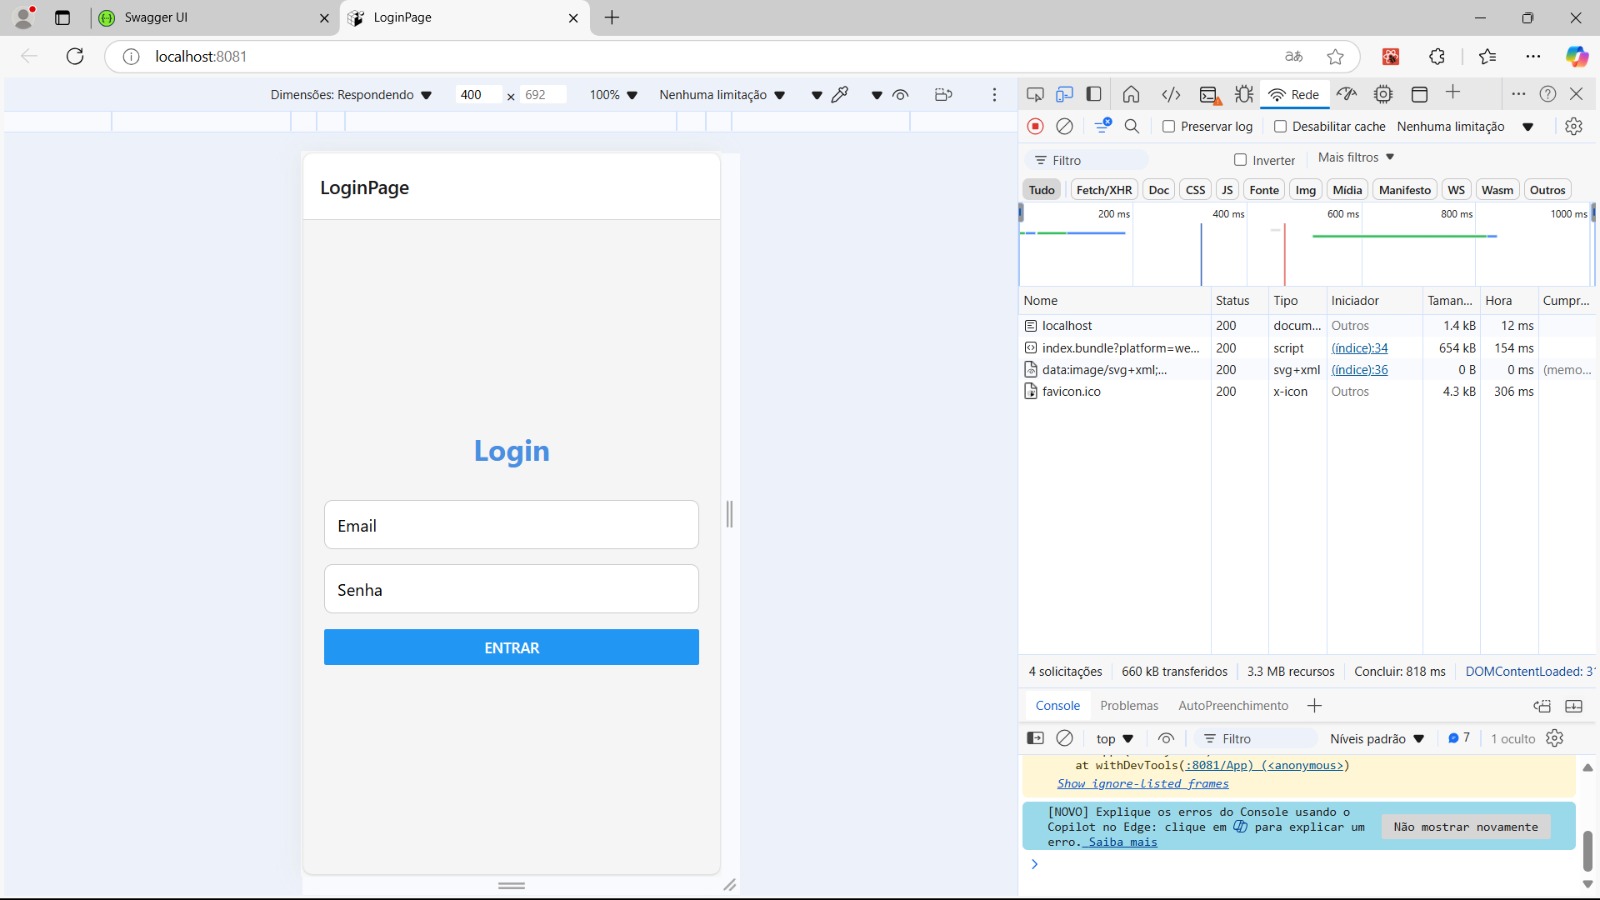 Swagger UI
LoginPage
localhost:8081
aあ
Dimensões: Respondendo
400 × 692
100%
Nenhuma limitação
LoginPage
Login
Email
Senha
ENTRAR
Rede
Preservar log
Desabilitar cache
Nenhuma limitação
Filtro
Inverter
Mais filtros
Tudo Fetch/XHR Doc CSS JS Fonte Img Mídia Manifesto WS Wasm Outros
200 ms 400 ms 600 ms 800 ms 1000 ms
Nome Status Tipo Iniciador Taman... Hora Cumpr...
localhost 200 docum... Outros 1.4 kB 12 ms
index.bundle?platform=we... 200 script (índice):34 654 kB 154 ms
data:image/svg+xml;... 200 svg+xml (índice):36 0 B 0 ms (memo...
favicon.ico 200 x-icon Outros 4.3 kB 306 ms
4 solicitações 660 kB transferidos 3.3 MB recursos Concluir: 818 ms DOMContentLoaded: 3
Console Problemas AutoPreenchimento
top Filtro Níveis padrão 7 1 oculto
at withDevTools(:8081/App) (<anonymous>)
Show ignore-listed frames
[NOVO] Explique os erros do Console usando o
Copilot no Edge: clique em para explicar um
erro. Saiba mais
Não mostrar novamente